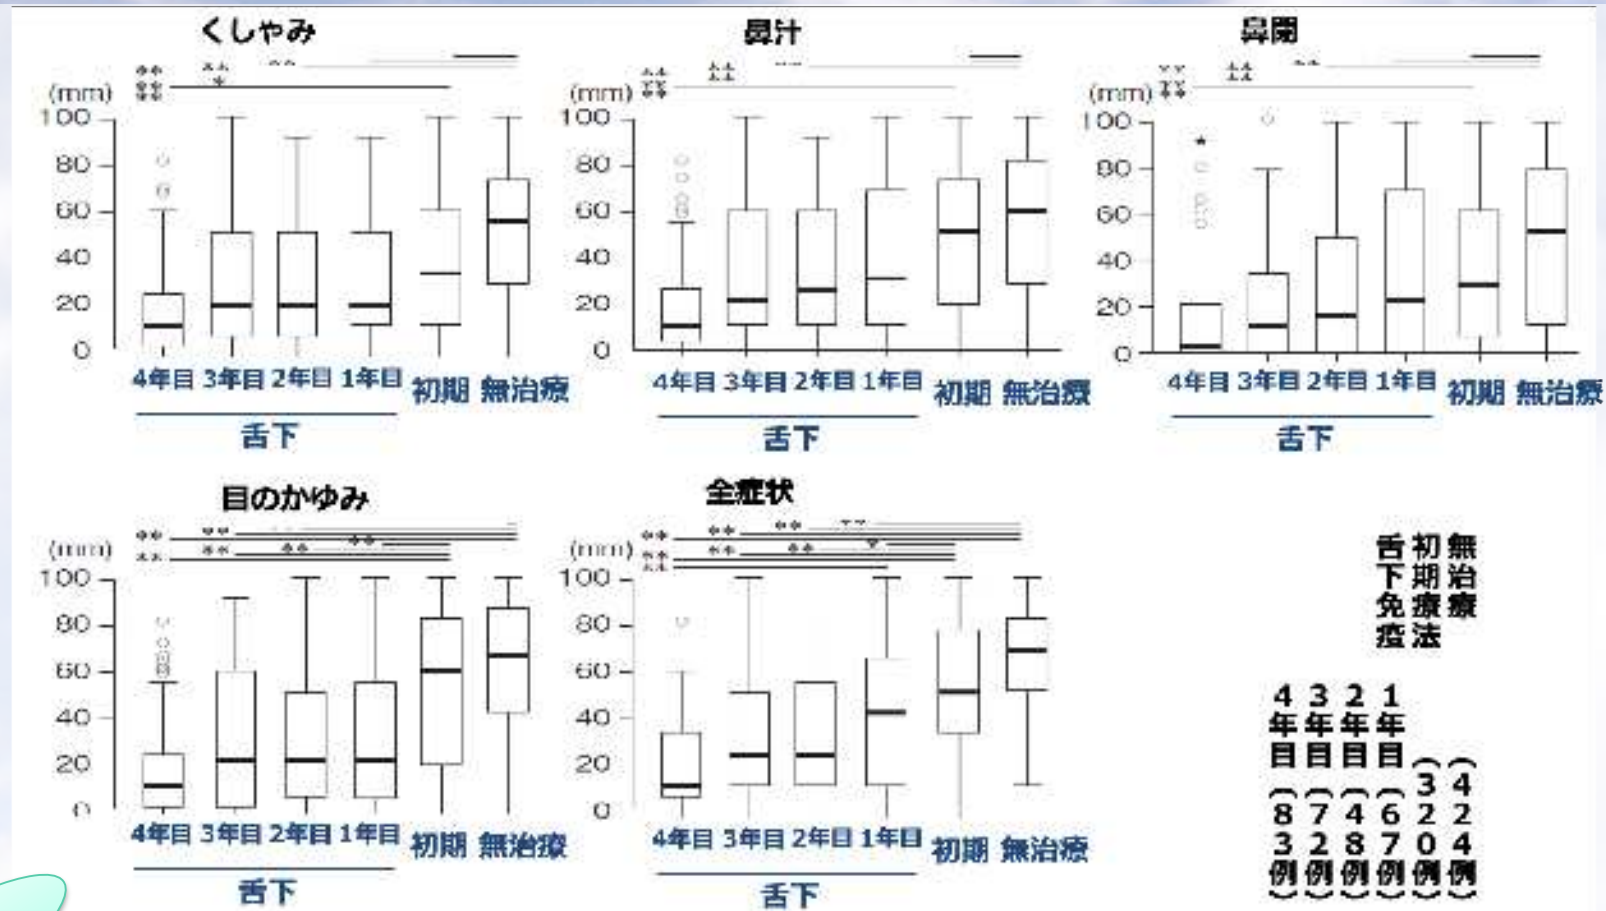 くしゃみ
** ** **
** *
**
(mm)
100
80
60
40
20
0
4年目 3年目 2年目 1年目 初期 無治療
舌下
鼻汁
** ** **
** **
**
(mm)
100
80
60
40
20
0
4年目 3年目 2年目 1年目 初期 無治療
舌下
鼻閉
** ** **
** **
**
(mm)
100
80
60
40
20
0
4年目 3年目 2年目 1年目 初期 無治療
舌下
目のかゆみ
** **
** ** ** **
(mm)
100
80
60
40
20
0
4年目 3年目 2年目 1年目 初期 無治療
舌下
全症状
** ** ** **
** ** ** *
**
(mm)
100
80
60
40
20
0
4年目 3年目 2年目 1年目 初期 無治療
舌下
無治療
(424例)
初期療法
(320例)
舌下免疫
1年目(67例)
2年目(48例)
3年目(72例)
4年目(83例)